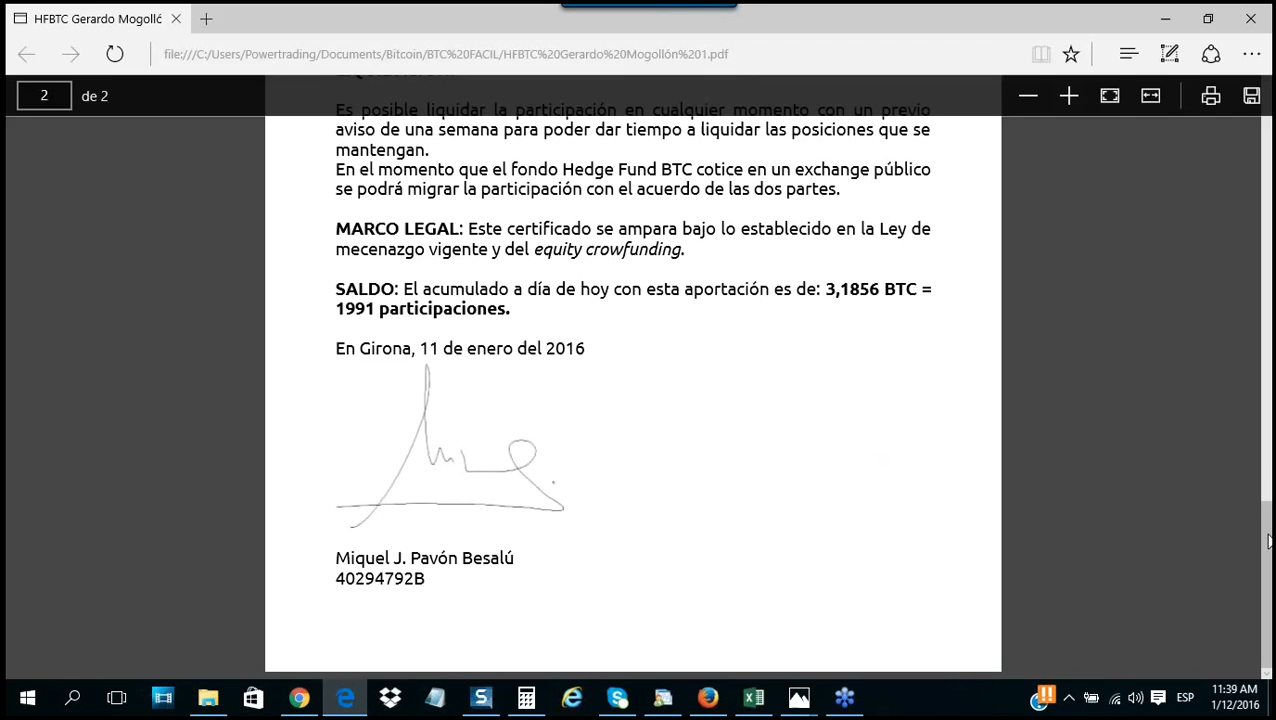 HFBTC Gerardo Mogolló
file:///C:/Users/Powertrading/Documents/Bitcoin/BTC%20FACIL/HFBTC%20Gerardo%20Mogollón%201.pdf
2 de 2
Es posible liquidar la participación en cualquier momento con un previo
aviso de una semana para poder dar tiempo a liquidar las posiciones que se
mantengan.
En el momento que el fondo Hedge Fund BTC cotice en un exchange público
se podrá migrar la participación con el acuerdo de las dos partes.
MARCO LEGAL: Este certificado se ampara bajo lo establecido en la Ley de
mecenazgo vigente y del equity crowfunding.
SALDO: El acumulado a día de hoy con esta aportación es de: 3,1856 BTC =
1991 participaciones.
En Girona, 11 de enero del 2016
Miquel J. Pavón Besalú
40294792B
ESP
11:39 AM
1/12/2016